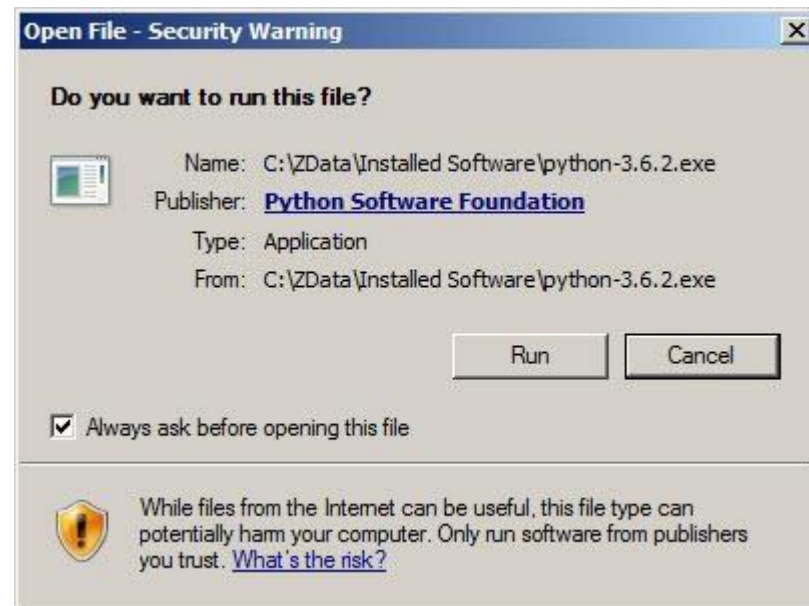 Open File - Security Warning
Do you want to run this file?
Name: C:\ZData\Installed Software\python-3.6.2.exe
Publisher: Python Software Foundation
Type: Application
From: C:\ZData\Installed Software\python-3.6.2.exe
Run Cancel
Always ask before opening this file
While files from the Internet can be useful, this file type can
potentially harm your computer. Only run software from publishers
you trust. What's the risk?